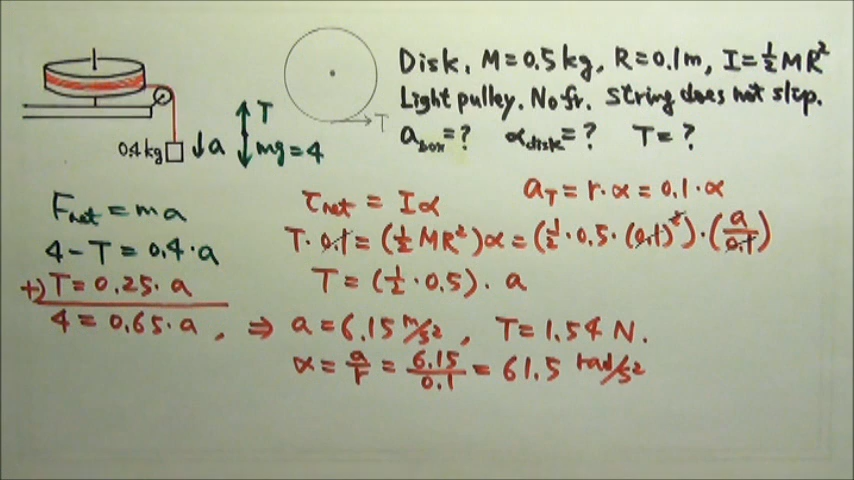 Disk, M=0.5kg, R=0.1m, I=½MR²
Light pulley. No fr. String does not slip.
a_box=? α_disk=? T=?
T
T
0.4kg
a
mg=4
F_net = ma
4-T=0.4·a
+) T=0.25·a
4=0.65·a, ⇒ a=6.15 m/s², T=1.54 N.
τ_net = Iα
a_T = r·α = 0.1·α
T·0.1=(½MR²)α=(½·0.5·(0.1)²)·(a/0.1)
T=(½·0.5)·a
α=a/r=6.15/0.1=61.5 rad/s²